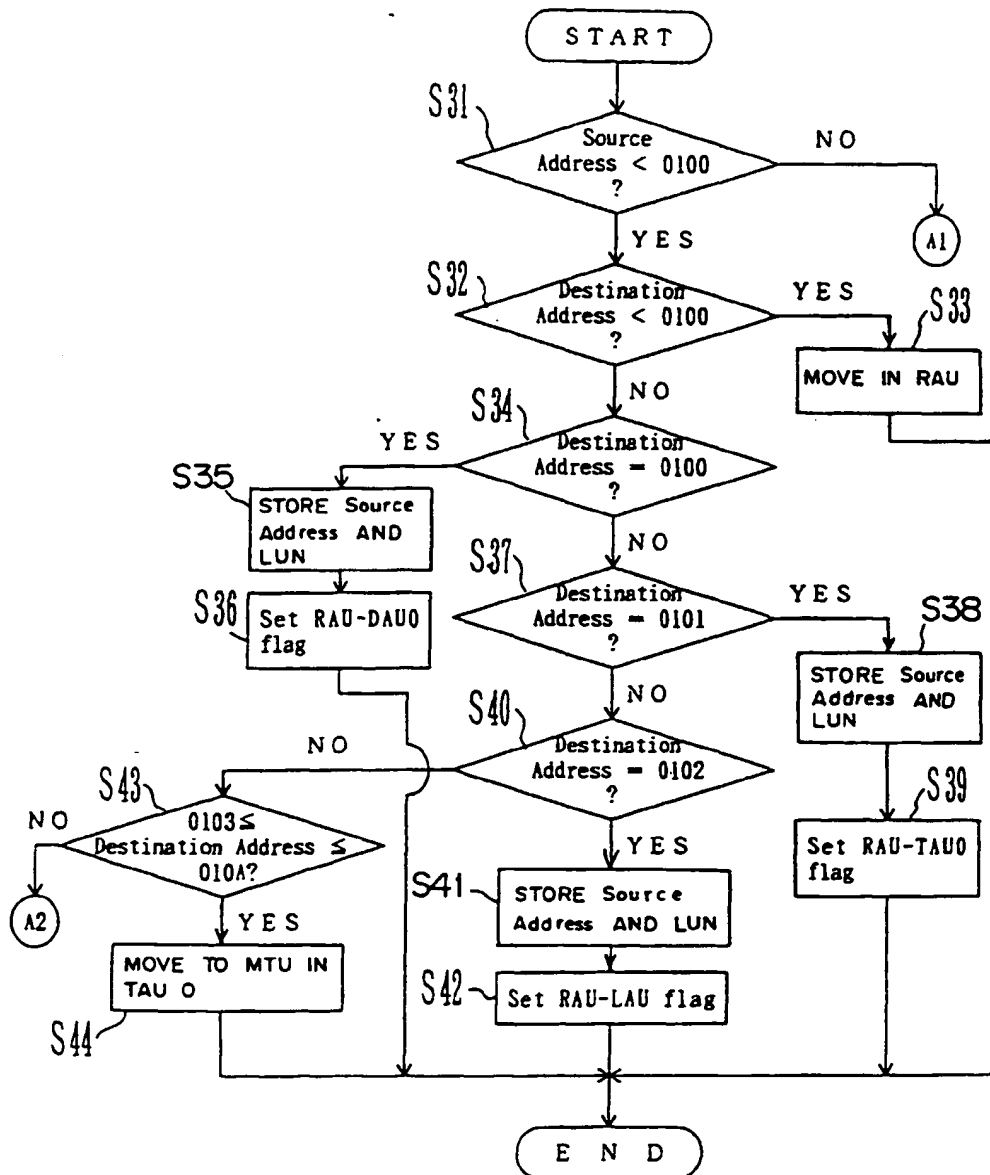 START
S31
Source
Address < 0100
?
NO
A1
YES
S32
Destination
Address < 0100
?
YES
S33
MOVE IN RAU
NO
S34
Destination
Address = 0100
?
YES
S35
STORE Source
Address AND
LUN
S36
Set RAU-DAU0
flag
NO
S37
Destination
Address = 0101
?
YES
S38
STORE Source
Address AND
LUN
S39
Set RAU-TAU0
flag
NO
S40
Destination
Address = 0102
?
NO
S43
0103≤
Destination Address ≤
010A?
NO
A2
YES
MOVE TO MTU IN
TAU 0
S44
YES
S41
STORE Source
Address AND LUN
S42
Set RAU-LAU flag
END